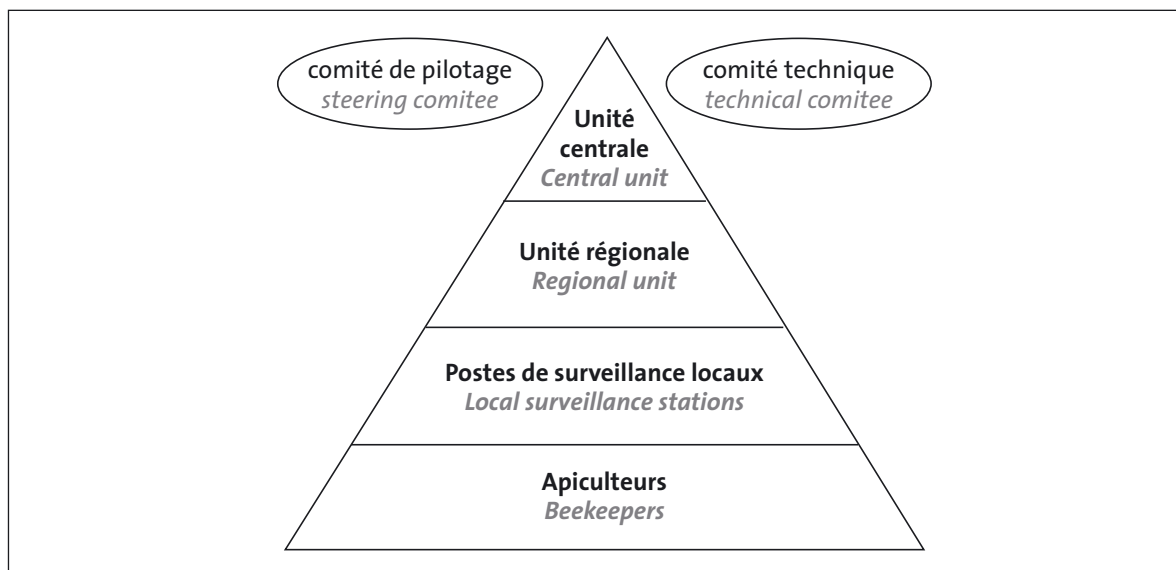 comité de pilotage
steering comitee
comité technique
technical comitee
Unité
centrale
Central unit
Unité régionale
Regional unit
Postes de surveillance locaux
Local surveillance stations
Apiculteurs
Beekeepers